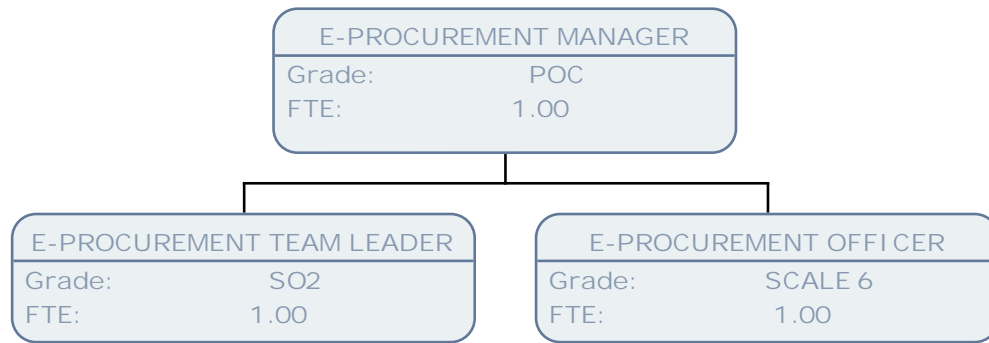 E-PROCUREMENT MANAGER
Grade: POC
FTE: 1.00
E-PROCUREMENT TEAM LEADER
Grade: SO2
FTE: 1.00
E-PROCUREMENT OFFICER
Grade: SCALE 6
FTE: 1.00